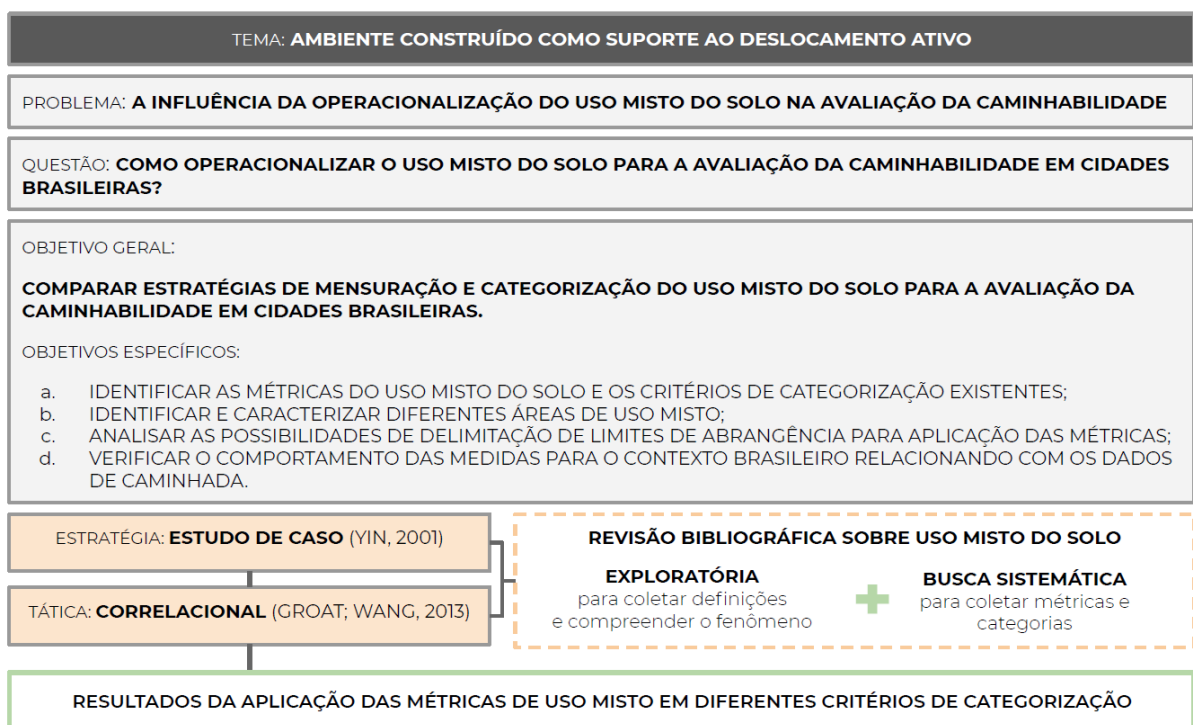 TEMA: AMBIENTE CONSTRUÍDO COMO SUPORTE AO DESLOCAMENTO ATIVO
PROBLEMA: A INFLUÊNCIA DA OPERACIONALIZAÇÃO DO USO MISTO DO SOLO NA AVALIAÇÃO DA CAMINHABILIDADE
QUESTÃO: COMO OPERACIONALIZAR O USO MISTO DO SOLO PARA A AVALIAÇÃO DA CAMINHABILIDADE EM CIDADES
BRASILEIRAS?
OBJETIVO GERAL:
COMPARAR ESTRATÉGIAS DE MENSURAÇÃO E CATEGORIZAÇÃO DO USO MISTO DO SOLO PARA A AVALIAÇÃO DA
CAMINHABILIDADE EM CIDADES BRASILEIRAS.
OBJETIVOS ESPECÍFICOS:
a. IDENTIFICAR AS MÉTRICAS DO USO MISTO DO SOLO E OS CRITÉRIOS DE CATEGORIZAÇÃO EXISTENTES;
b. IDENTIFICAR E CARACTERIZAR DIFERENTES ÁREAS DE USO MISTO;
c. ANALISAR AS POSSIBILIDADES DE DELIMITAÇÃO DE LIMITES DE ABRANGÊNCIA PARA APLICAÇÃO DAS MÉTRICAS;
d. VERIFICAR O COMPORTAMENTO DAS MEDIDAS PARA O CONTEXTO BRASILEIRO RELACIONANDO COM OS DADOS
DE CAMINHADA.
ESTRATÉGIA: ESTUDO DE CASO (YIN, 2001)
TÁTICA: CORRELACIONAL (GROAT; WANG, 2013)
REVISÃO BIBLIOGRÁFICA SOBRE USO MISTO DO SOLO
EXPLORATÓRIA
para coletar definições
e compreender o fenômeno
BUSCA SISTEMÁTICA
para coletar métricas e
categorias
RESULTADOS DA APLICAÇÃO DAS MÉTRICAS DE USO MISTO EM DIFERENTES CRITÉRIOS DE CATEGORIZAÇÃO